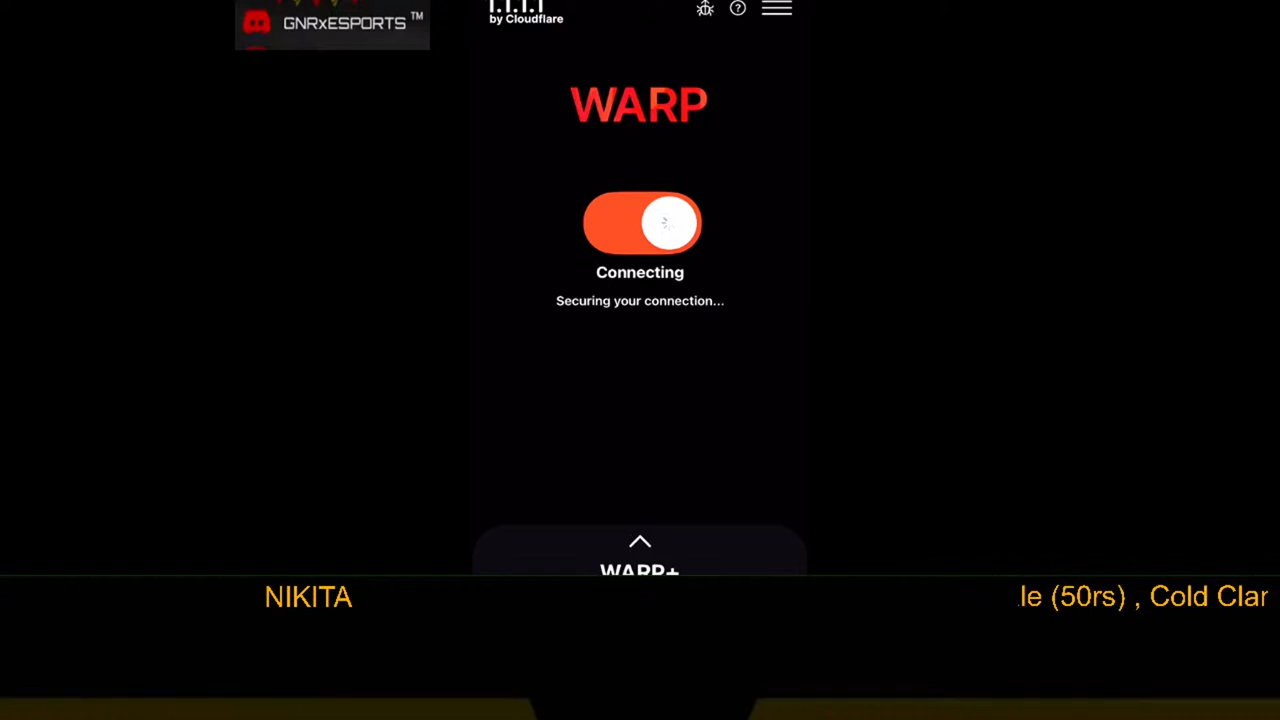 GNRxESPORTS™
1.1.1.1
by Cloudflare
WARP
Connecting
Securing your connection...
WARP+
NIKITA
le (50rs) , Cold Clar